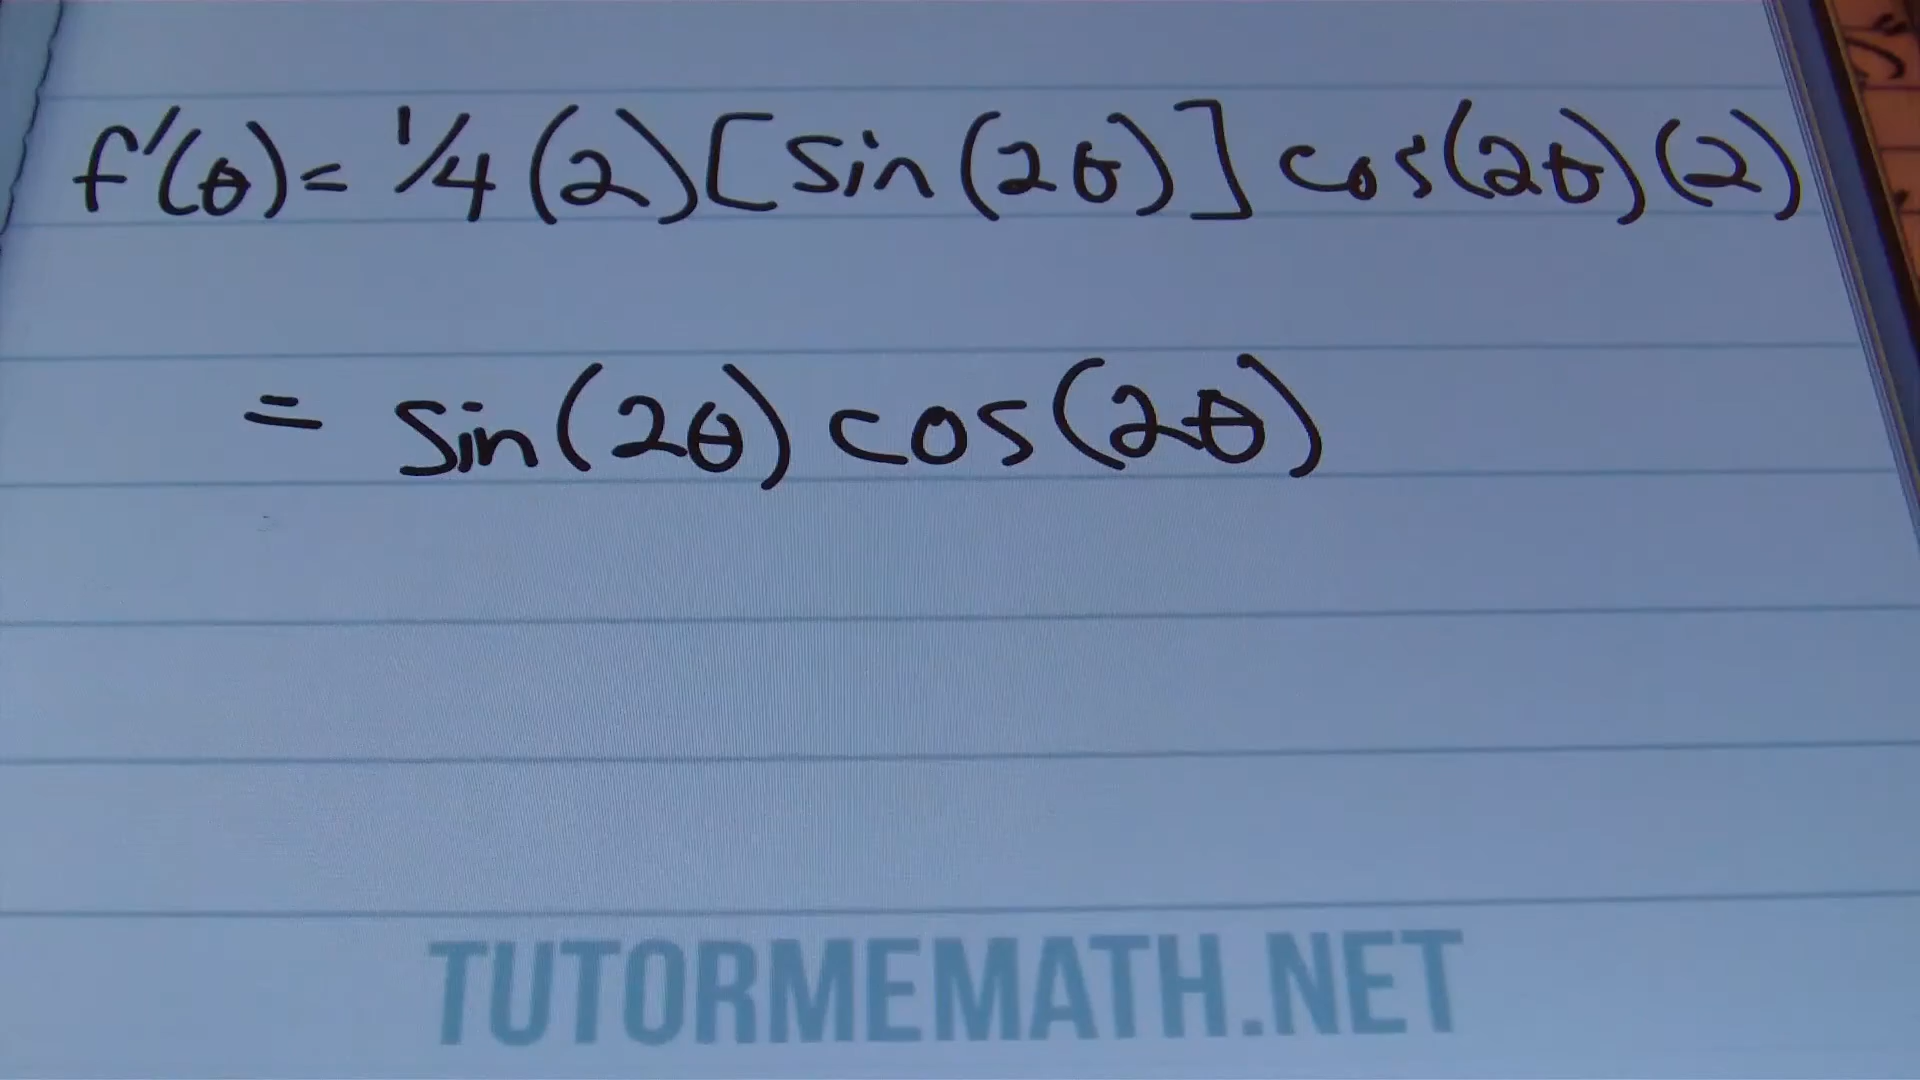 f'(θ) = 1/4 (2) [sin(2θ)] cos(2θ) (2)
= sin(2θ) cos(2θ)
TUTORMEMATH.NET